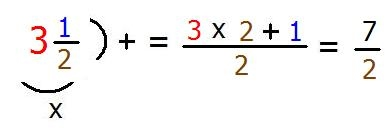 3 1/2 ) + = 3 x 2 + 1 / 2 = 7/2
x